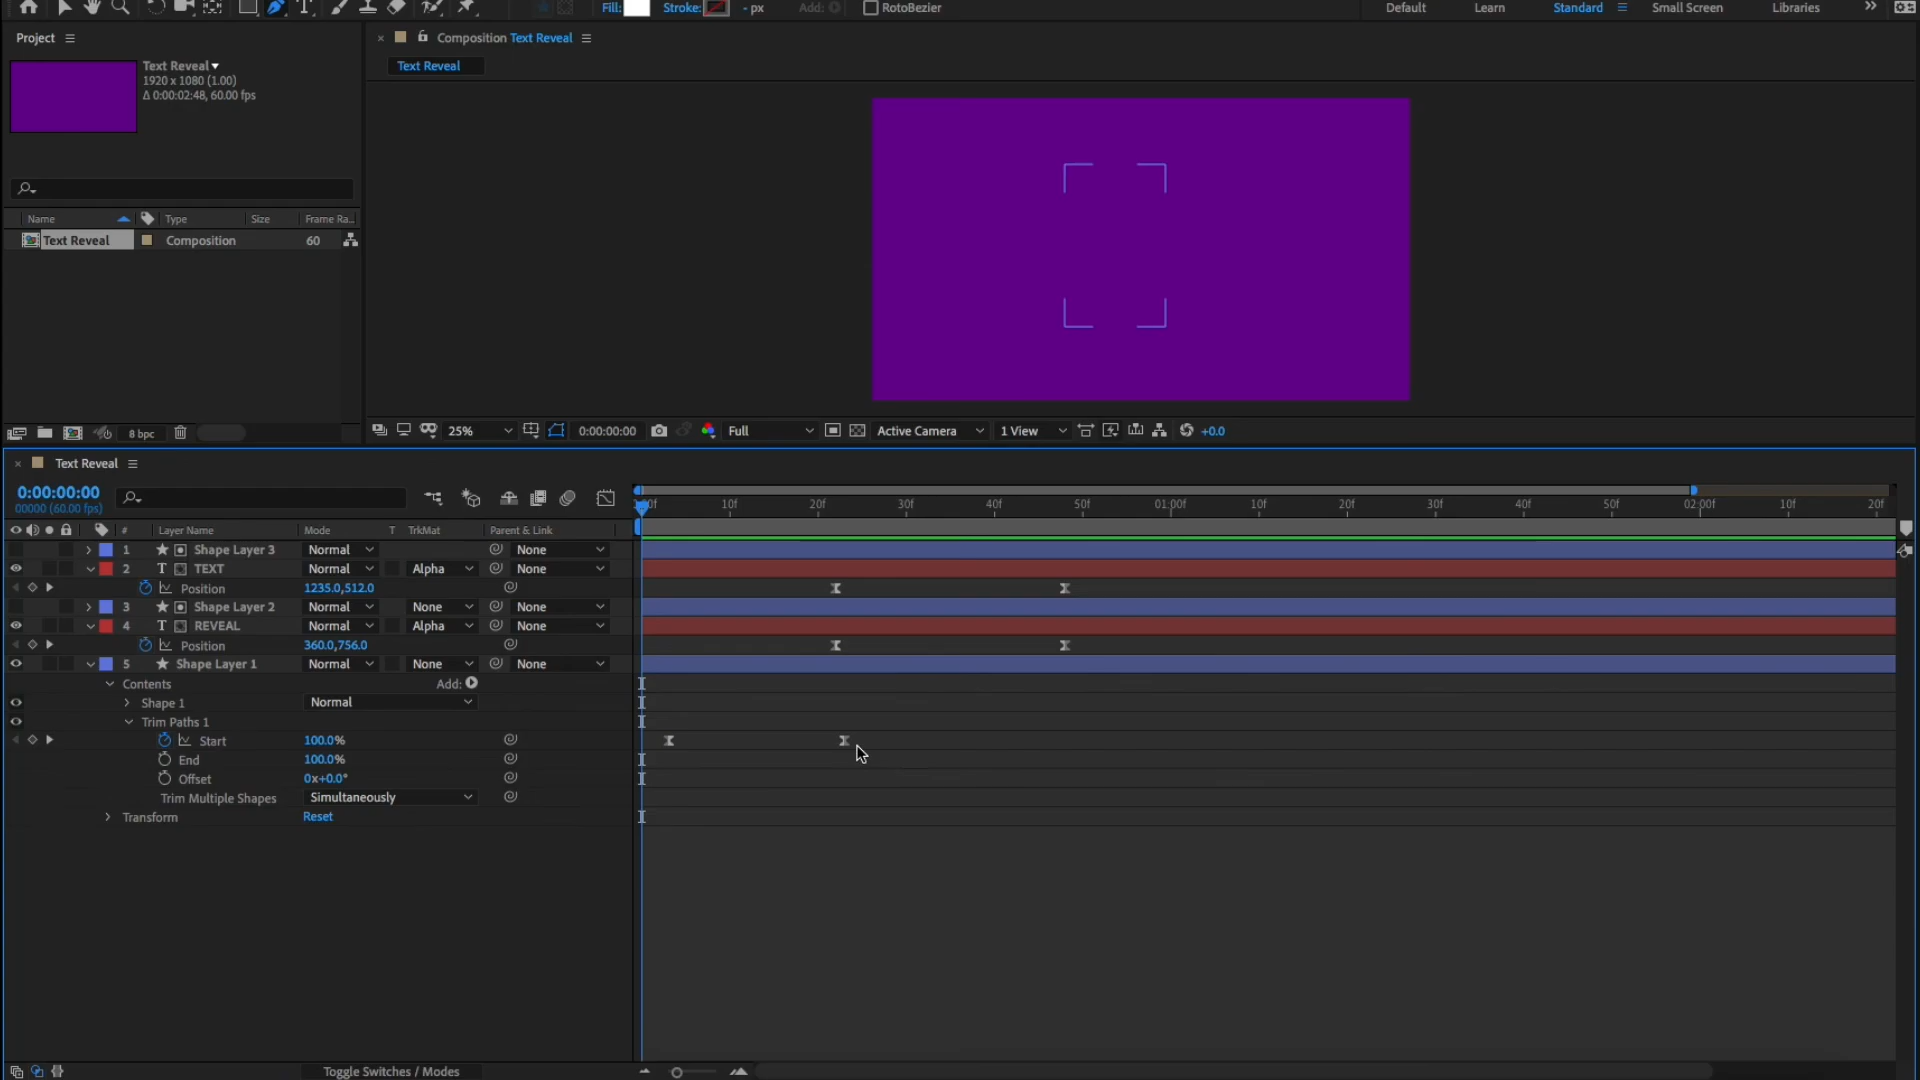 Fill:
Stroke:
- px
Add:
RotoBezier
Default
Learn
Standard
Small Screen
Libraries
Project
Composition Text Reveal
Text Reveal
1920 x 1080 (1.00)
Δ 0:00:02:48, 60.00 fps
Text Reveal
Name
Type
Size
Frame Ra...
Text Reveal
Composition
60
8 bpc
25%
0:00:00:00
Full
Active Camera
1 View
+0.0
Text Reveal
0:00:00:00
00000 (60.00 fps)
10f
20f
30f
40f
50f
01:00f
10f
20f
30f
40f
50f
02:00f
10f
20f
#
Layer Name
Mode
T
TrkMat
Parent & Link
1
Shape Layer 3
Normal
None
2
T
TEXT
Normal
Alpha
None
Position
1235.0,512.0
3
Shape Layer 2
Normal
None
None
4
T
REVEAL
Normal
Alpha
None
Position
360.0,756.0
5
Shape Layer 1
Normal
None
None
Contents
Add:
Shape 1
Normal
Trim Paths 1
Start
100.0%
End
100.0%
Offset
0x+0.0°
Trim Multiple Shapes
Simultaneously
Transform
Reset
Toggle Switches / Modes